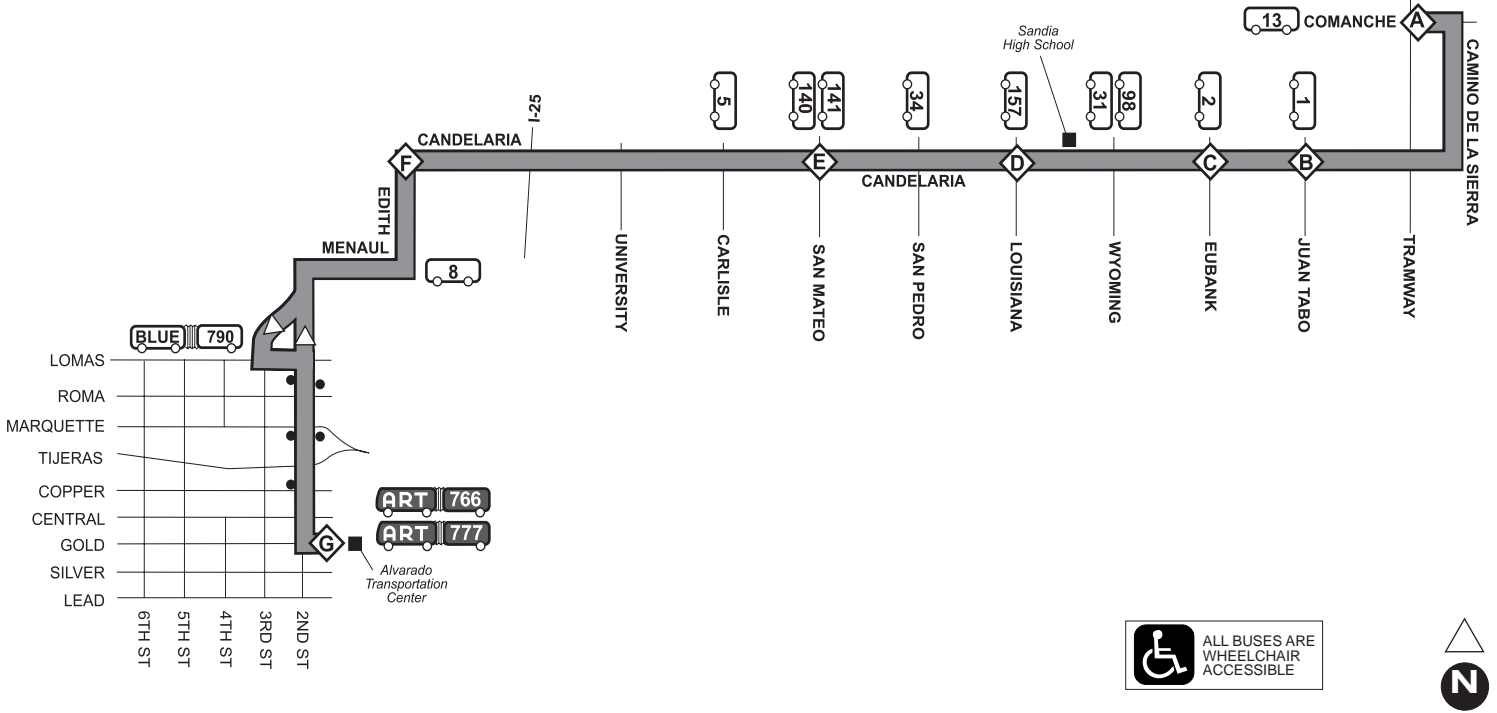 13
COMANCHE
A
CAMINO DE LA SIERRA
Sandia
High School
5
140
141
34
157
31
98
2
1
I-25
CANDELARIA
F
E
D
C
B
CANDELARIA
EDITH
MENAUL
8
UNIVERSITY
CARLISLE
SAN MATEO
SAN PEDRO
LOUISIANA
WYOMING
EUBANK
JUAN TABO
TRAMWAY
BLUE 790
LOMAS
ROMA
MARQUETTE
TIJERAS
COPPER
CENTRAL
GOLD
SILVER
LEAD
ART 766
ART 777
G
Alvarado
Transportation
Center
6TH ST
5TH ST
4TH ST
3RD ST
2ND ST
ALL BUSES ARE
WHEELCHAIR
ACCESSIBLE
N